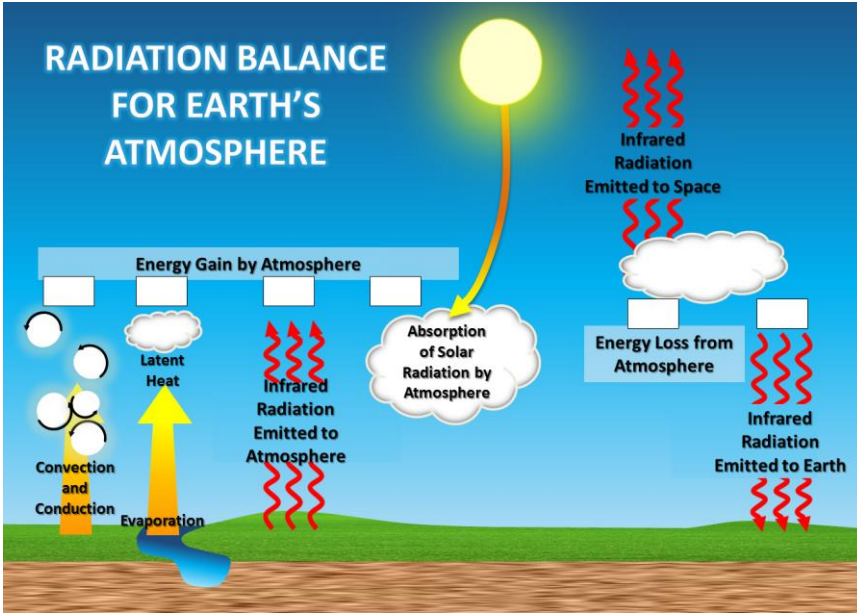 RADIATION BALANCE
FOR EARTH'S
ATMOSPHERE
Infrared
Radiation
Emitted to Space
Energy Gain by Atmosphere
Latent
Heat
Absorption
of Solar
Radiation by
Atmosphere
Energy Loss from
Atmosphere
Infrared
Radiation
Emitted to
Atmosphere
Infrared
Radiation
Emitted to Earth
Convection
and
Conduction
Evaporation